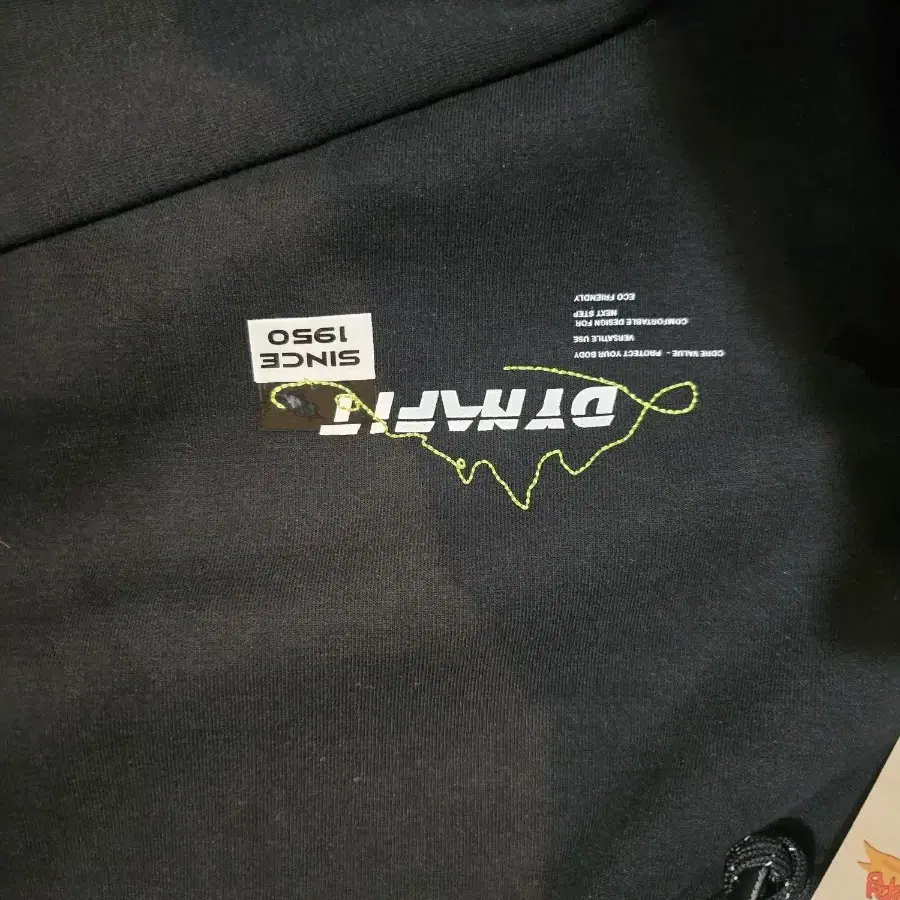 DYNAFIT
SINCE
1950
CORE VALUE - PROTECT YOUR BODY
VERSATILE USE
COMFORTABLE DESIGN FOR
NEXT STEP
ECO FRIENDLY